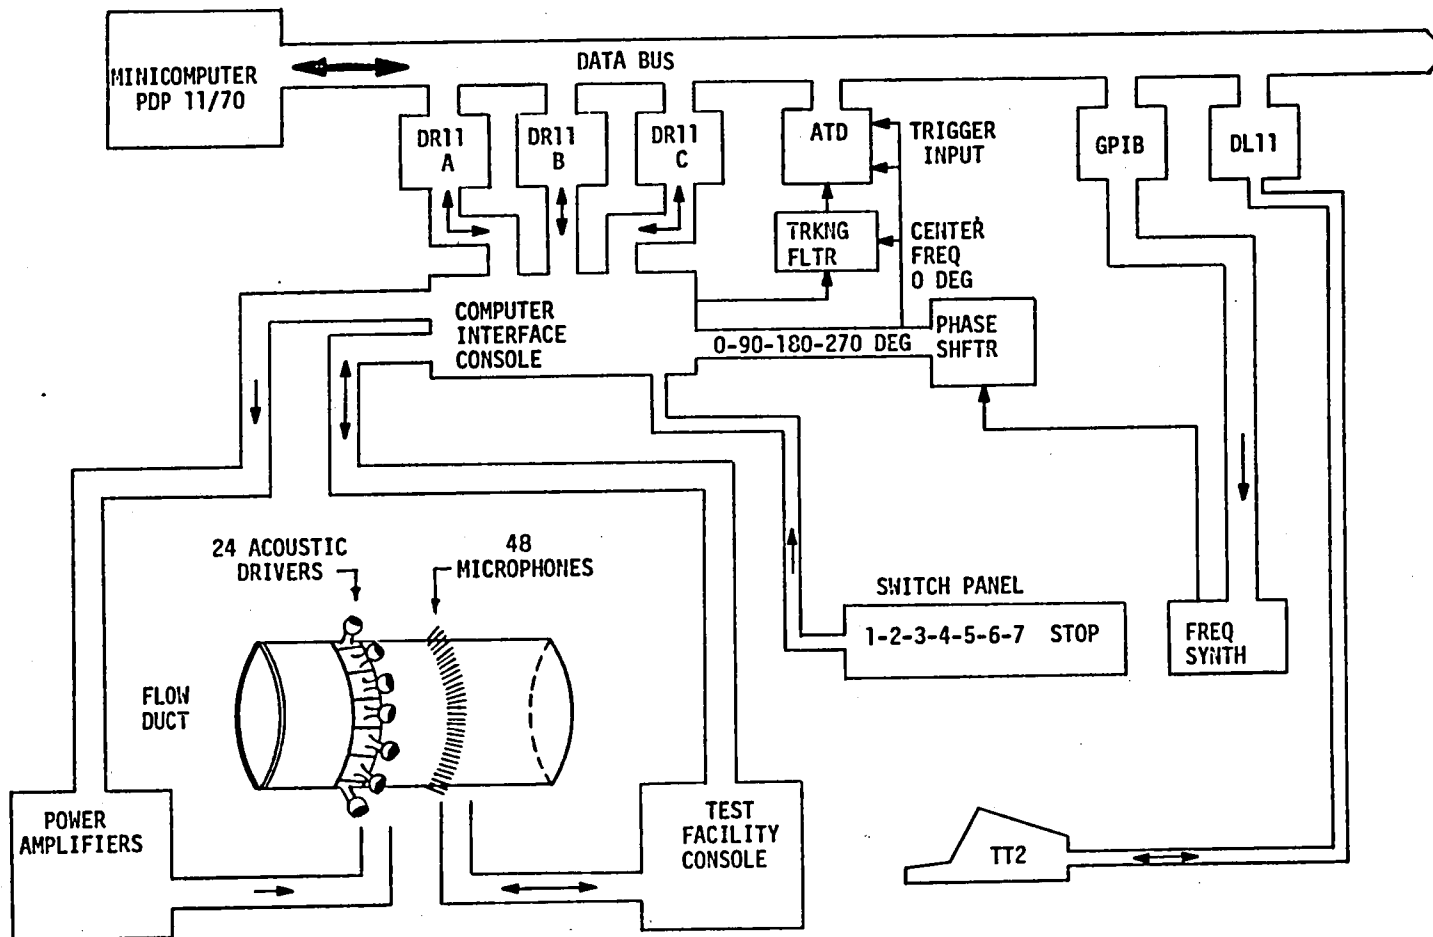 DATA BUS
MINICOMPUTER
PDP 11/70
DR11
A
DR11
B
DR11
C
ATD
TRIGGER
INPUT
GPIB
DL11
TRKNG
FLTR
CENTER
FREQ
0 DEG
COMPUTER
INTERFACE
CONSOLE
0-90-180-270 DEG
PHASE
SHFTR
24 ACOUSTIC
DRIVERS
48
MICROPHONES
SWITCH PANEL
1-2-3-4-5-6-7 STOP
FREQ
SYNTH
FLOW
DUCT
POWER
AMPLIFIERS
TEST
FACILITY
CONSOLE
TT2